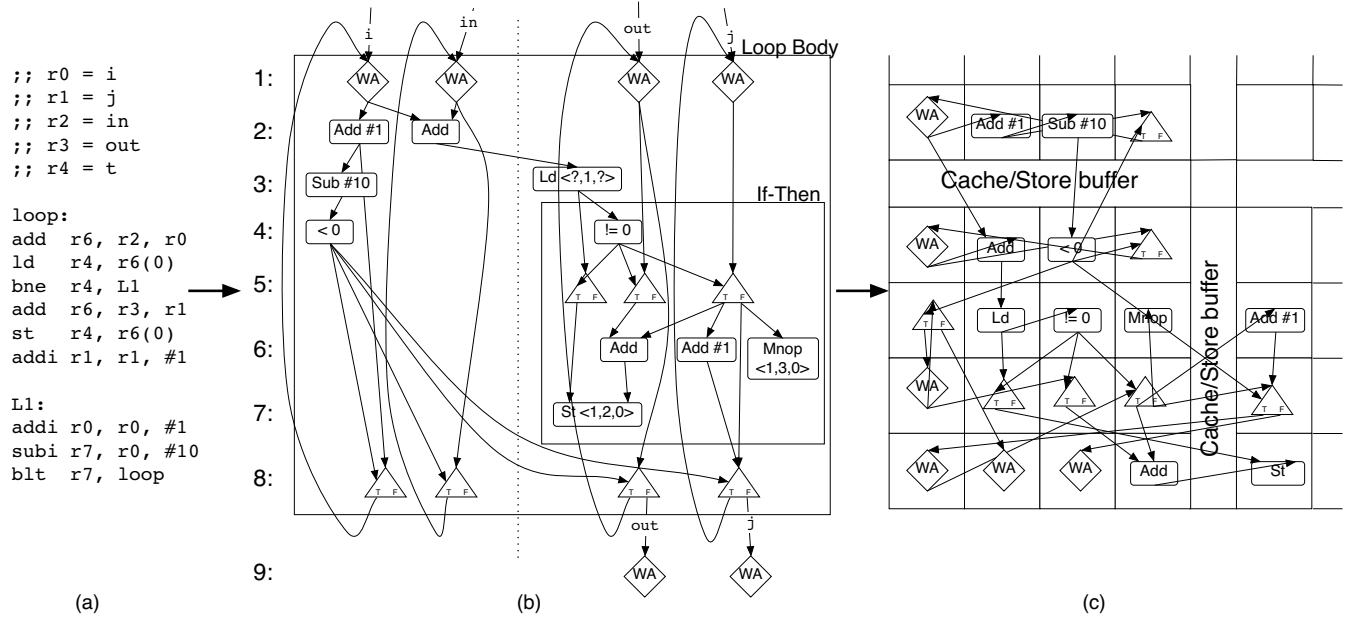 ;; r0 = i
;; r1 = j
;; r2 = in
;; r3 = out
;; r4 = t
loop:
add r6, r2, r0
ld r4, r6(0)
bne r4, L1
add r6, r3, r1
st r4, r6(0)
addi r1, r1, #1
L1:
addi r0, r0, #1
subi r7, r0, #10
blt r7, loop
(a)
i in out j
Loop Body
1: WA WA WA WA
2: Add #1 Add
3: Sub #10 Ld <?,1,?>
If-Then
4: < 0 != 0
5: T F T F T F
6: Add Add #1 Mnop
<1,3,0>
7: St <1,2,0>
8: T F T F T F T F
out j
9: WA WA
(b)
WA Add #1 Sub #10 T F
Cache/Store buffer
WA Add < 0 T F
T F Ld != 0 Mnop Add #1
WA T F T F T F T F
Cache/Store buffer
WA WA WA Add St
(c)